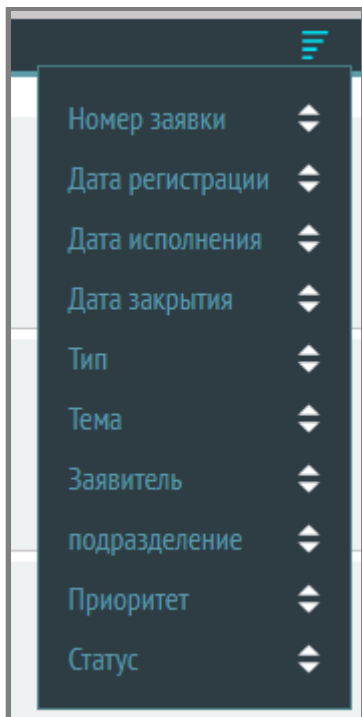 Номер заявки
Дата регистрации
Дата исполнения
Дата закрытия
Тип
Тема
Заявитель
подразделение
Приоритет
Статус